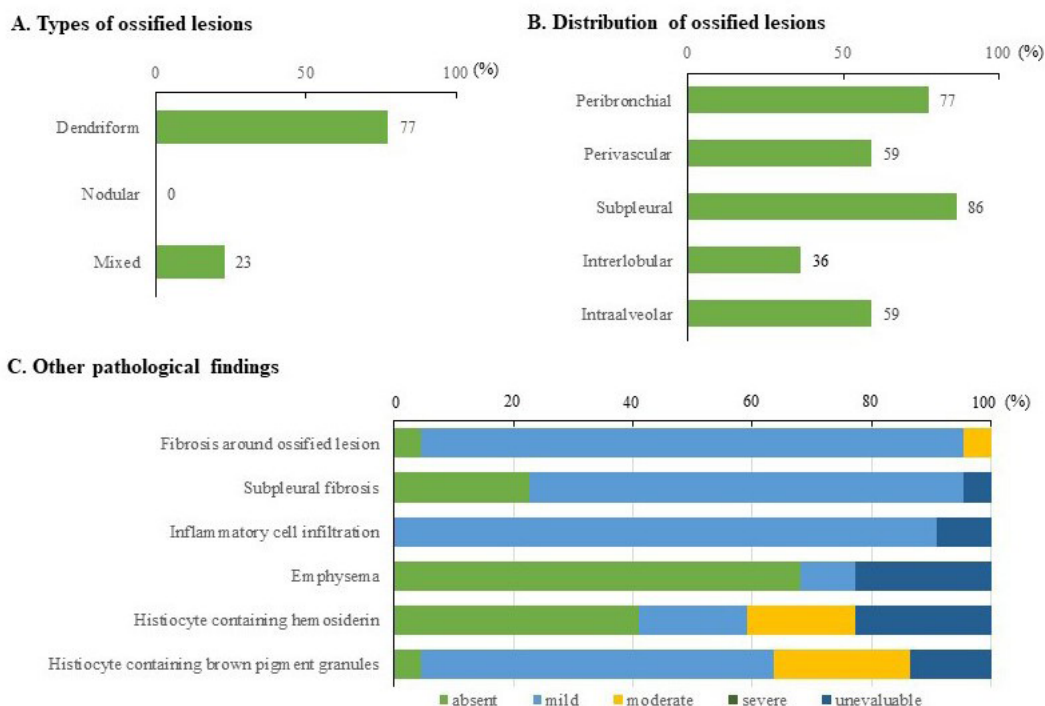 A. Types of ossified lesions
0 50 100 (%)
Dendriform 77
Nodular 0
Mixed 23
B. Distribution of ossified lesions
0 50 100 (%)
Peribronchial 77
Perivascular 59
Subpleural 86
Intrerlobular 36
Intraalveolar 59
C. Other pathological findings
0 20 40 60 80 100 (%)
Fibrosis around ossified lesion
Subpleural fibrosis
Inflammatory cell infiltration
Emphysema
Histiocyte containing hemosiderin
Histiocyte containing brown pigment granules
absent mild moderate severe unevaluable